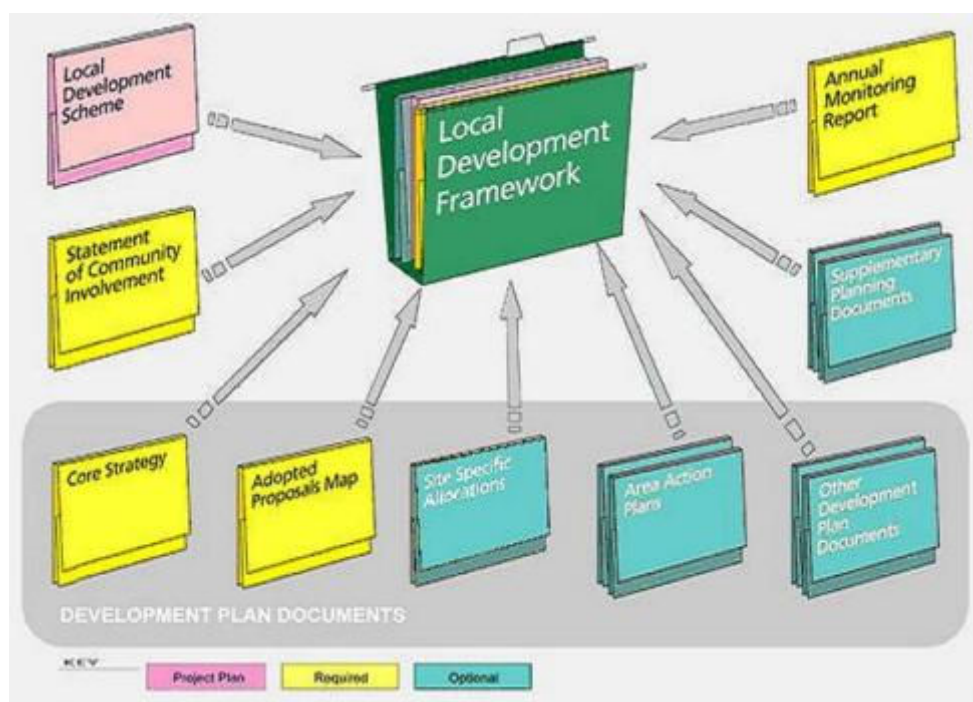 Local
Development
Scheme
Local
Development
Framework
Annual
Monitoring
Report
Statement
of Community
Involvement
Supplementary
Planning
Documents
Core Strategy
Adopted
Proposals Map
Site Specific
Allocations
Area Action
Plans
Other
Development
Plan
Documents
DEVELOPMENT PLAN DOCUMENTS
KEY
Project Plan
Required
Optional